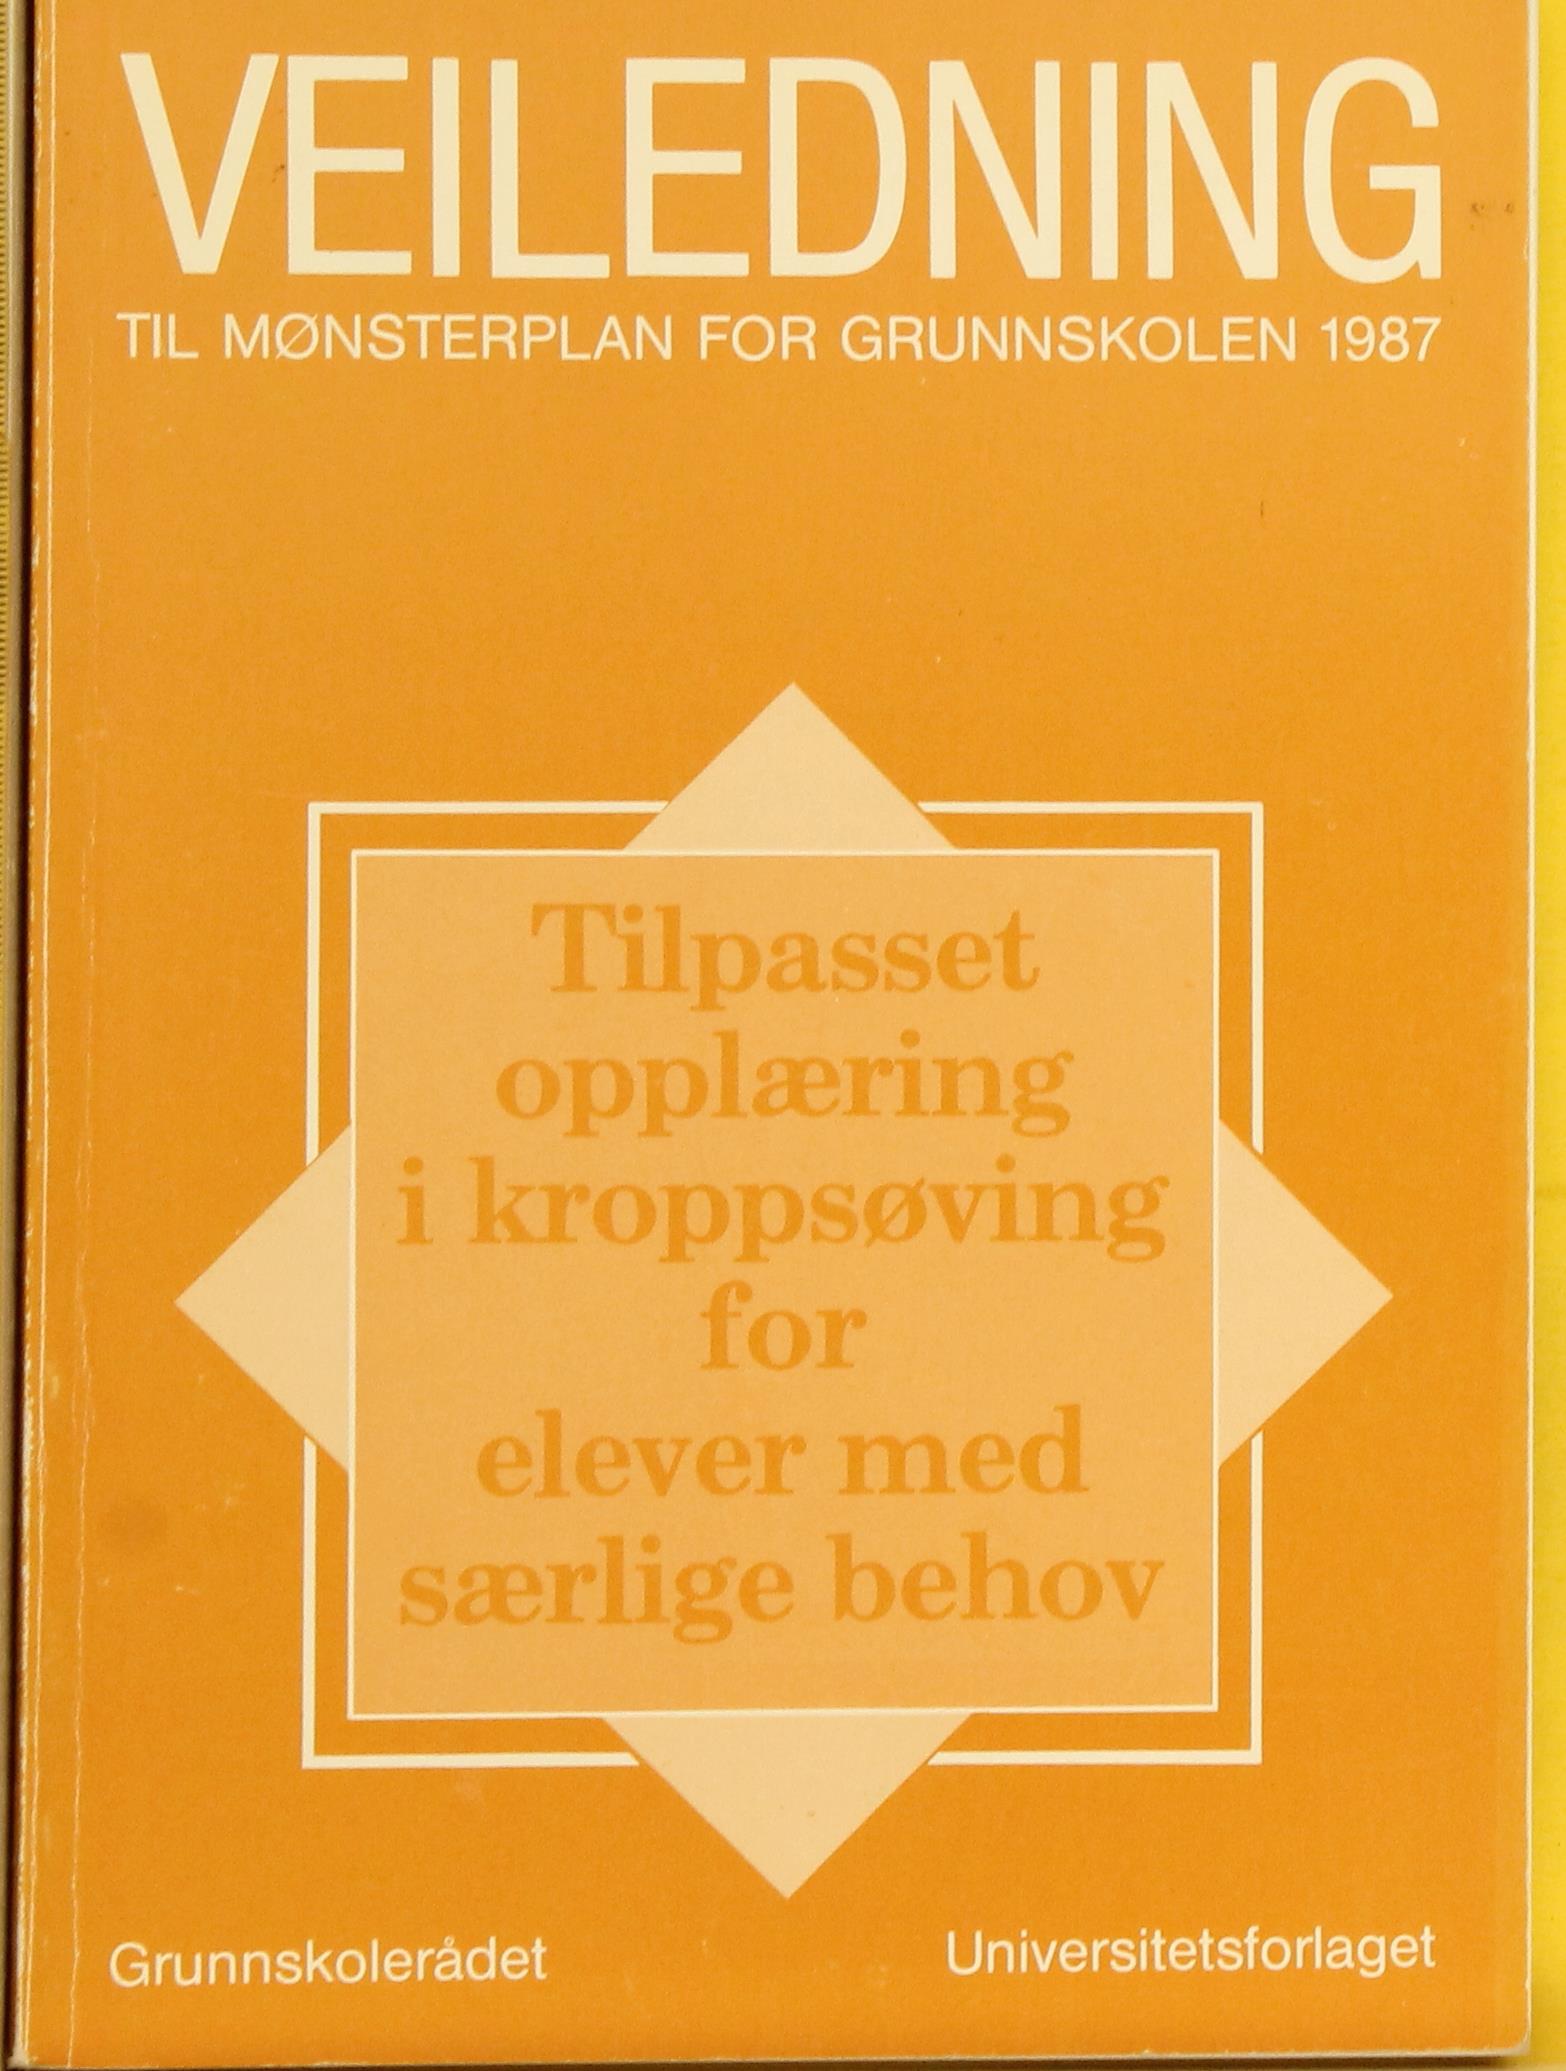 VEILEDNING
TIL MØNSTERPLAN FOR GRUNNSKOLEN 1987
Tilpasset
opplæring
i kroppsøving
for
elever med
særlige behov
Grunnskolerådet
Universitetsforlaget